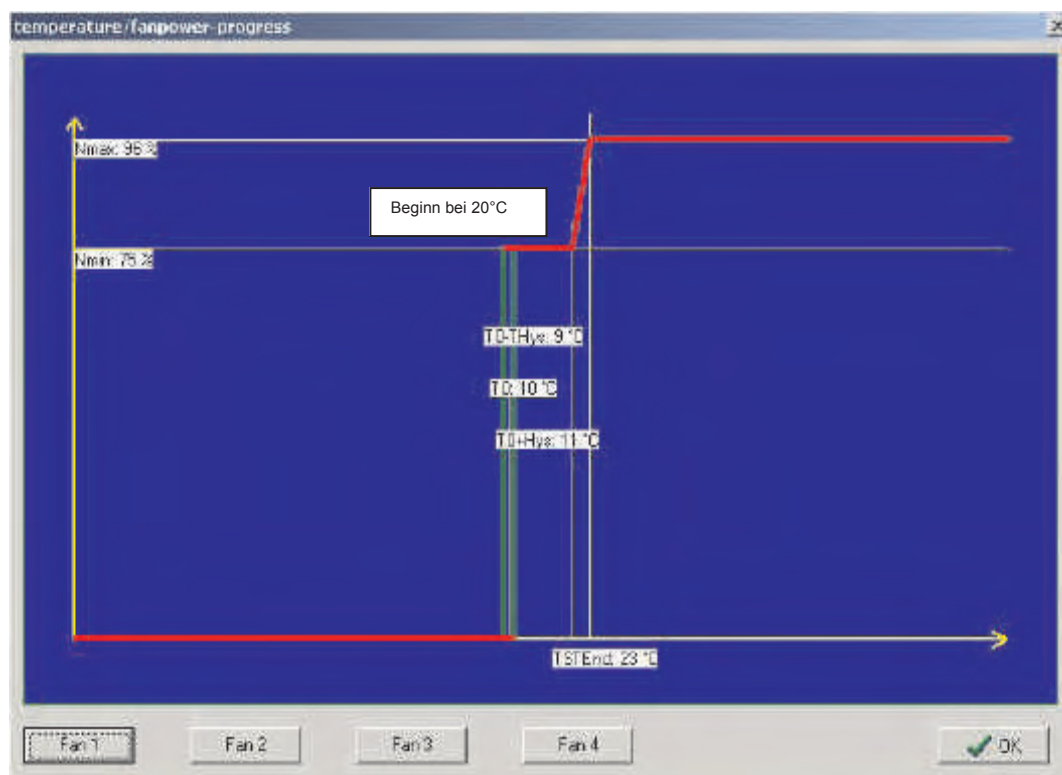 temperature/fanpower-progress
Nmax: 96 %
Beginn bei 20°C
Nmin: 75 %
T0-THys: 9 °C
T0: 10 °C
T0+Hys: 11 °C
TSTEnd: 23 °C
Fan 1
Fan 2
Fan 3
Fan 4
OK